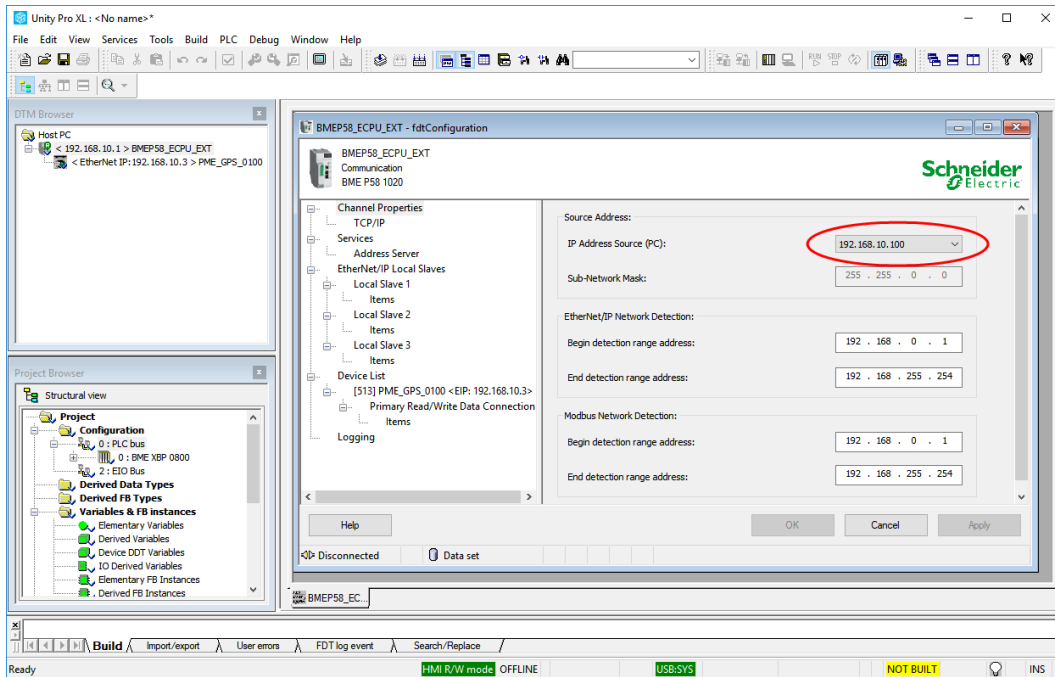 Unity Pro XL : <No name>*
File Edit View Services Tools Build PLC Debug Window Help
DTM Browser
Host PC
< 192.168.10.1 > BMEP58_ECPU_EXT
< EtherNet IP:192.168.10.3 > PME_GPS_0100
Project Browser
Structural view
Project
Configuration
0 : PLC bus
0 : BME XBP 0800
2 : EIO Bus
Derived Data Types
Derived FB Types
Variables & FB instances
Elementary Variables
Derived Variables
Device DDT Variables
IO Derived Variables
Elementary FB Instances
Derived FB Instances
BMEP58_ECPU_EXT - fdtConfiguration
BMEP58_ECPU_EXT
Communication
BME P58 1020
Schneider
Electric
Channel Properties
TCP/IP
Services
Address Server
EtherNet/IP Local Slaves
Local Slave 1
Items
Local Slave 2
Items
Local Slave 3
Items
Device List
[513] PME_GPS_0100 <EIP: 192.168.10.3>
Primary Read/Write Data Connection
Items
Logging
Source Address:
IP Address Source (PC): 192.168.10.100
Sub-Network Mask: 255 . 255 . 0 . 0
EtherNet/IP Network Detection:
Begin detection range address: 192 . 168 . 0 . 1
End detection range address: 192 . 168 . 255 . 254
Modbus Network Detection:
Begin detection range address: 192 . 168 . 0 . 1
End detection range address: 192 . 168 . 255 . 254
Help OK Cancel Apply
Disconnected Data set
BMEP58_EC...
Build Import/export User errors FDT log event Search/Replace
Ready HMI R/W mode OFFLINE USB:SYS NOT BUILT INS